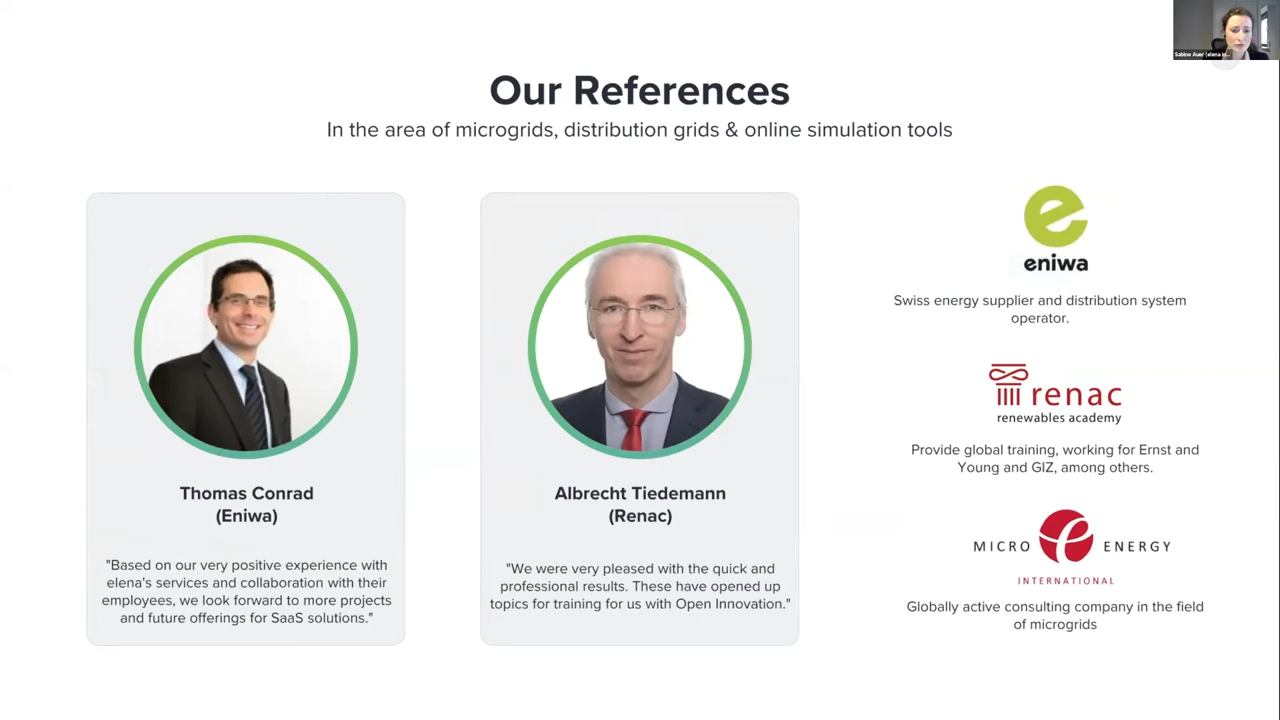 Sabine Auer | elena in...
Our References
In the area of microgrids, distribution grids & online simulation tools
Thomas Conrad
(Eniwa)
"Based on our very positive experience with
elena's services and collaboration with their
employees, we look forward to more projects
and future offerings for SaaS solutions."
Albrecht Tiedemann
(Renac)
"We were very pleased with the quick and
professional results. These have opened up
topics for training for us with Open Innovation."
eniwa
Swiss energy supplier and distribution system
operator.
renac
renewables academy
Provide global training, working for Ernst and
Young and GIZ, among others.
MICRO ENERGY
INTERNATIONAL
Globally active consulting company in the field
of microgrids